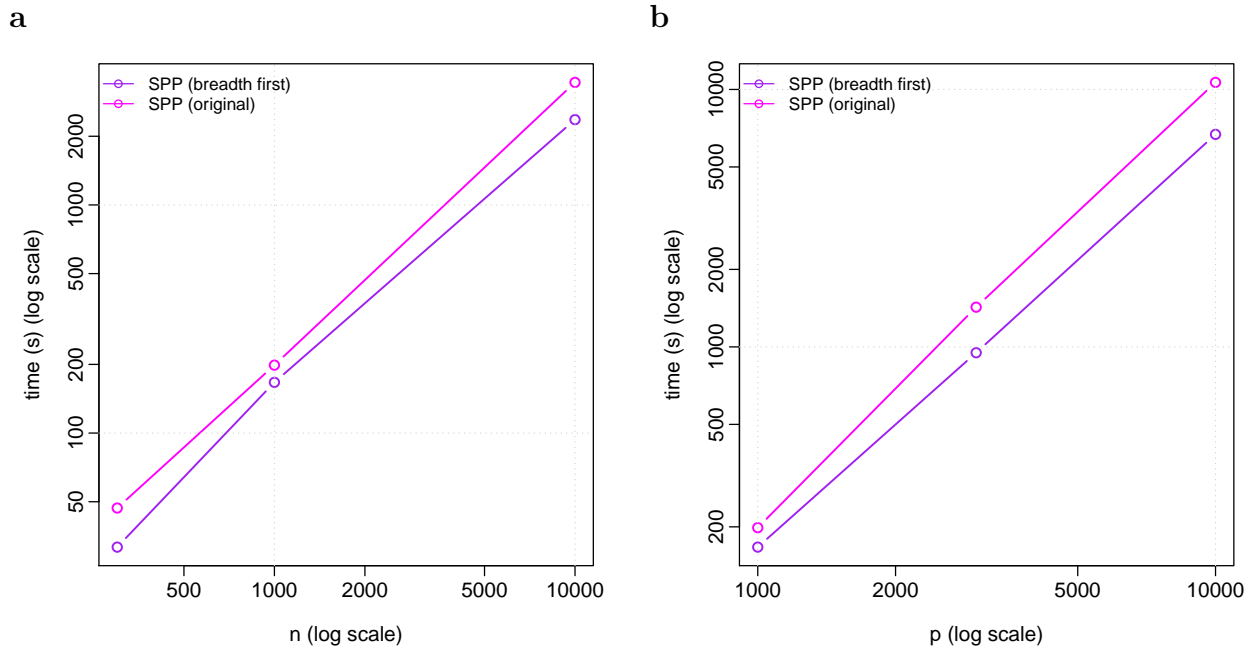 a
SPP (breadth first)
SPP (original)
time (s) (log scale)
2000
1000
500
200
100
50
500
1000
2000
5000
10000
n (log scale)
b
SPP (breadth first)
SPP (original)
time (s) (log scale)
10000
5000
2000
1000
500
200
1000
2000
5000
10000
p (log scale)